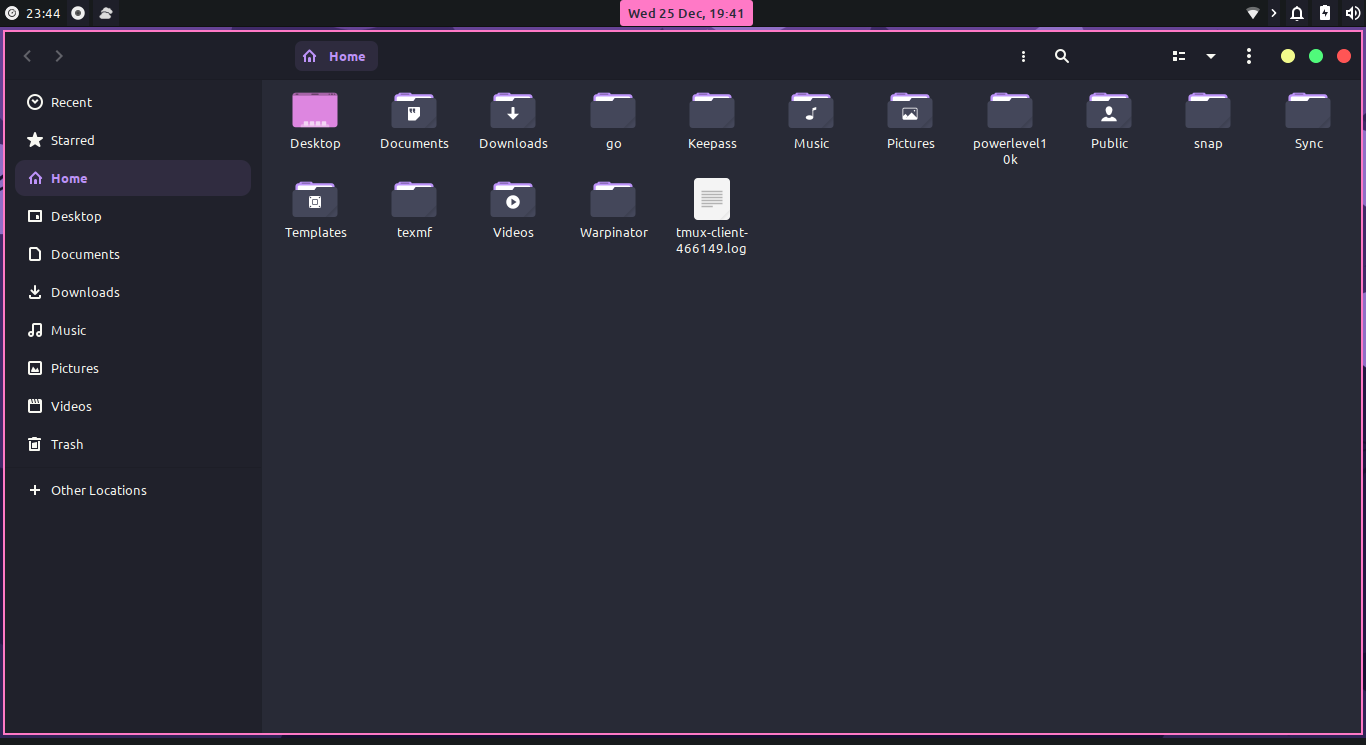 23:44
Wed 25 Dec, 19:41
Home
Recent
Starred
Home
Desktop
Documents
Downloads
Music
Pictures
Videos
Trash
Other Locations
Desktop
Documents
Downloads
go
Keepass
Music
Pictures
powerlevel1
0k
Public
snap
Sync
Templates
texmf
Videos
Warpinator
tmux-client-
466149.log